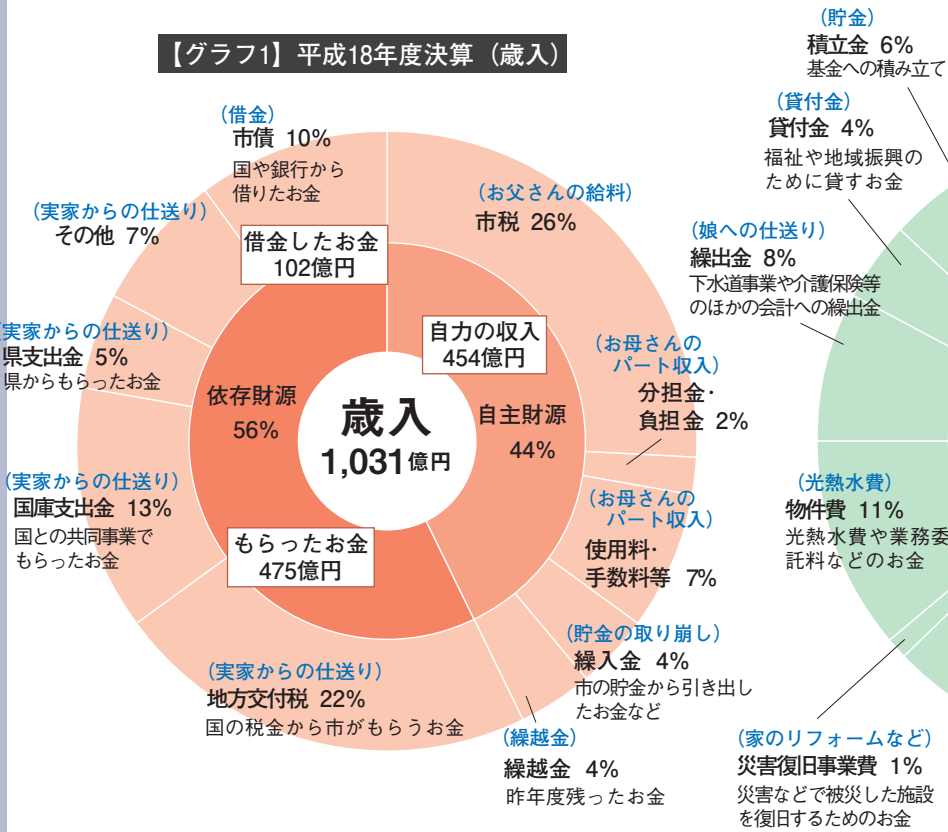 【グラフ1】平成18年度決算（歳入）
（借金）
市債 10%
国や銀行から
借りたお金
（お父さんの給料）
市税 26%
（実家からの仕送り）
その他 7%
借金したお金
102億円
自力の収入
454億円
（お母さんの
パート収入）
分担金・
負担金 2%
実家からの仕送り）
県支出金 5%
県からもらったお金
依存財源
56%
歳入
1,031億円
自主財源
44%
（実家からの仕送り）
国庫支出金 13%
国との共同事業で
もらったお金
もらったお金
475億円
（お母さんの
パート収入）
使用料・
手数料等 7%
（実家からの仕送り）
地方交付税 22%
国の税金から市がもらうお金
（貯金の取り崩し）
繰入金 4%
市の貯金から引き出し
たお金など
（繰越金）
繰越金 4%
昨年度残ったお金
（貯金）
積立金 6%
基金への積み立て
（貸付金）
貸付金 4%
福祉や地域振興の
ために貸すお金
（娘への仕送り）
繰出金 8%
下水道事業や介護保険等
のほかの会計への繰出金
（光熱水費）
物件費 11%
光熱水費や業務委
託料などのお金
（家のリフォームなど）
災害復旧事業費 1%
災害などで被災した施設
を復旧するためのお金